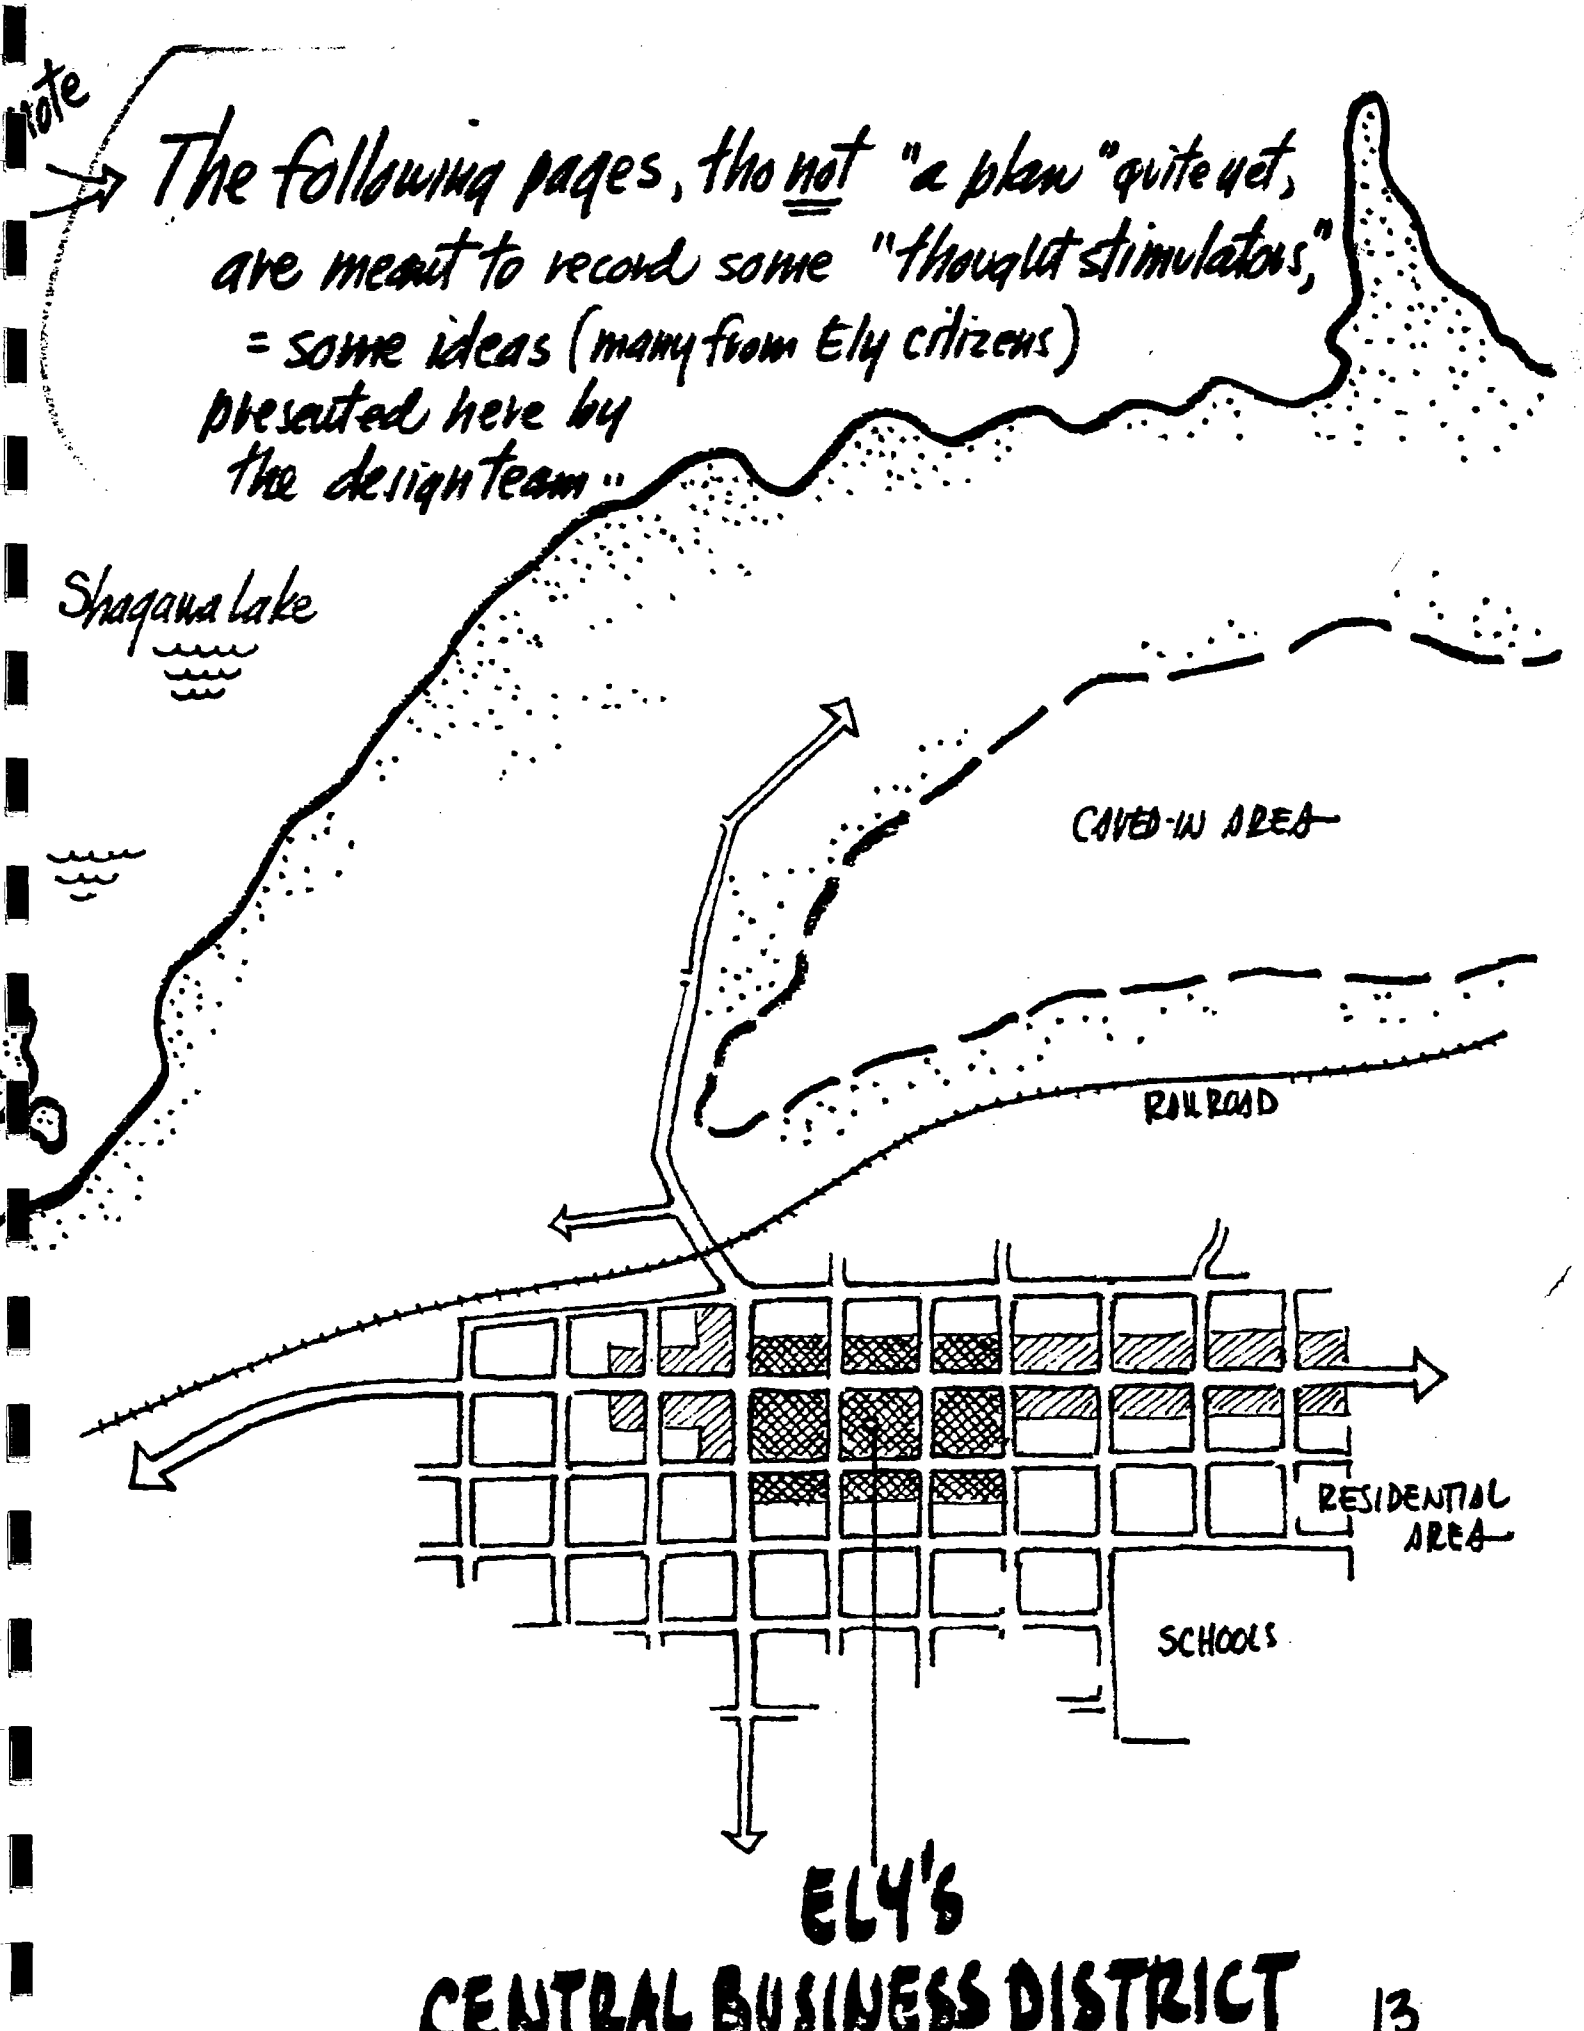 Note
The following pages, tho not "a plan" quite yet,
are meant to record some "thought stimulators,"
= some ideas (many from Ely citizens)
presented here by
the design team"
Shagawa Lake
CAVED-IN AREA
RAILROAD
RESIDENTIAL
AREA
SCHOOLS
ELY'S
CENTRAL BUSINESS DISTRICT
13